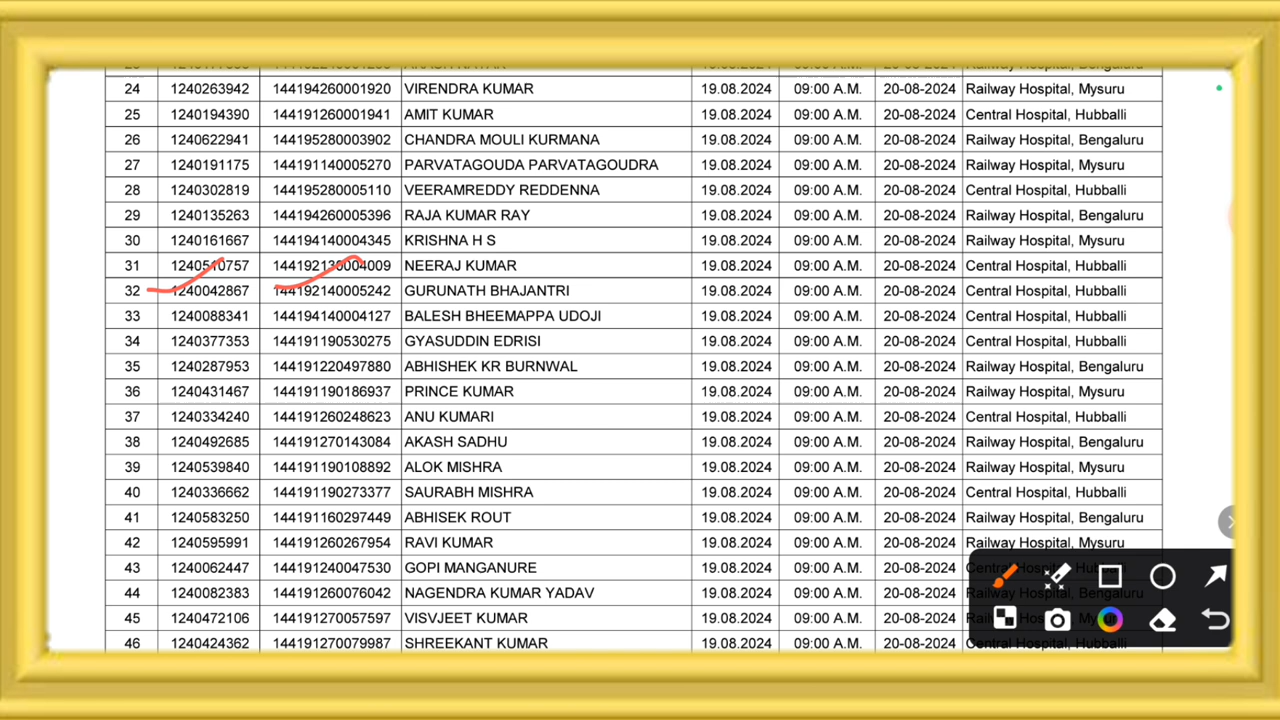 24 1240263942 144194260001920 VIRENDRA KUMAR 19.08.2024 09:00 A.M. 20-08-2024 Railway Hospital, Mysuru
25 1240194390 144191260001941 AMIT KUMAR 19.08.2024 09:00 A.M. 20-08-2024 Central Hospital, Hubballi
26 1240622941 144195280003902 CHANDRA MOULI KURMANA 19.08.2024 09:00 A.M. 20-08-2024 Railway Hospital, Bengaluru
27 1240191175 144191140005270 PARVATAGOUDA PARVATAGOUDRA 19.08.2024 09:00 A.M. 20-08-2024 Railway Hospital, Mysuru
28 1240302819 144195280005110 VEERAMREDDY REDDENNA 19.08.2024 09:00 A.M. 20-08-2024 Central Hospital, Hubballi
29 1240135263 144194260005396 RAJA KUMAR RAY 19.08.2024 09:00 A.M. 20-08-2024 Railway Hospital, Bengaluru
30 1240161667 144194140004345 KRISHNA H S 19.08.2024 09:00 A.M. 20-08-2024 Railway Hospital, Mysuru
31 1240510757 144192130004009 NEERAJ KUMAR 19.08.2024 09:00 A.M. 20-08-2024 Central Hospital, Hubballi
32 1240042867 144192140005242 GURUNATH BHAJANTRI 19.08.2024 09:00 A.M. 20-08-2024 Central Hospital, Hubballi
33 1240088341 144194140004127 BALESH BHEEMAPPA UDOJI 19.08.2024 09:00 A.M. 20-08-2024 Central Hospital, Hubballi
34 1240377353 144191190530275 GYASUDDIN EDRISI 19.08.2024 09:00 A.M. 20-08-2024 Central Hospital, Hubballi
35 1240287953 144191220497880 ABHISHEK KR BURNWAL 19.08.2024 09:00 A.M. 20-08-2024 Railway Hospital, Bengaluru
36 1240431467 144191190186937 PRINCE KUMAR 19.08.2024 09:00 A.M. 20-08-2024 Railway Hospital, Mysuru
37 1240334240 144191260248623 ANU KUMARI 19.08.2024 09:00 A.M. 20-08-2024 Central Hospital, Hubballi
38 1240492685 144191270143084 AKASH SADHU 19.08.2024 09:00 A.M. 20-08-2024 Railway Hospital, Bengaluru
39 1240539840 144191190108892 ALOK MISHRA 19.08.2024 09:00 A.M. 20-08-2024 Railway Hospital, Mysuru
40 1240336662 144191190273377 SAURABH MISHRA 19.08.2024 09:00 A.M. 20-08-2024 Central Hospital, Hubballi
41 1240583250 144191160297449 ABHISEK ROUT 19.08.2024 09:00 A.M. 20-08-2024 Railway Hospital, Bengaluru
42 1240595991 144191260267954 RAVI KUMAR 19.08.2024 09:00 A.M. 20-08-2024 Railway Hospital, Mysuru
43 1240062447 144191240047530 GOPI MANGANURE 19.08.2024 09:00 A.M. 20-08-2024 Central Hospital, Hubballi
44 1240082383 144191260076042 NAGENDRA KUMAR YADAV 19.08.2024 09:00 A.M. 20-08-2024 Railway Hospital, Bengaluru
45 1240472106 144191270057597 VISVJEET KUMAR 19.08.2024 09:00 A.M. 20-08-2024 Railway Hospital, Mysuru
46 1240424362 144191270079987 SHREEKANT KUMAR 19.08.2024 09:00 A.M. 20-08-2024 Central Hospital, Hubballi